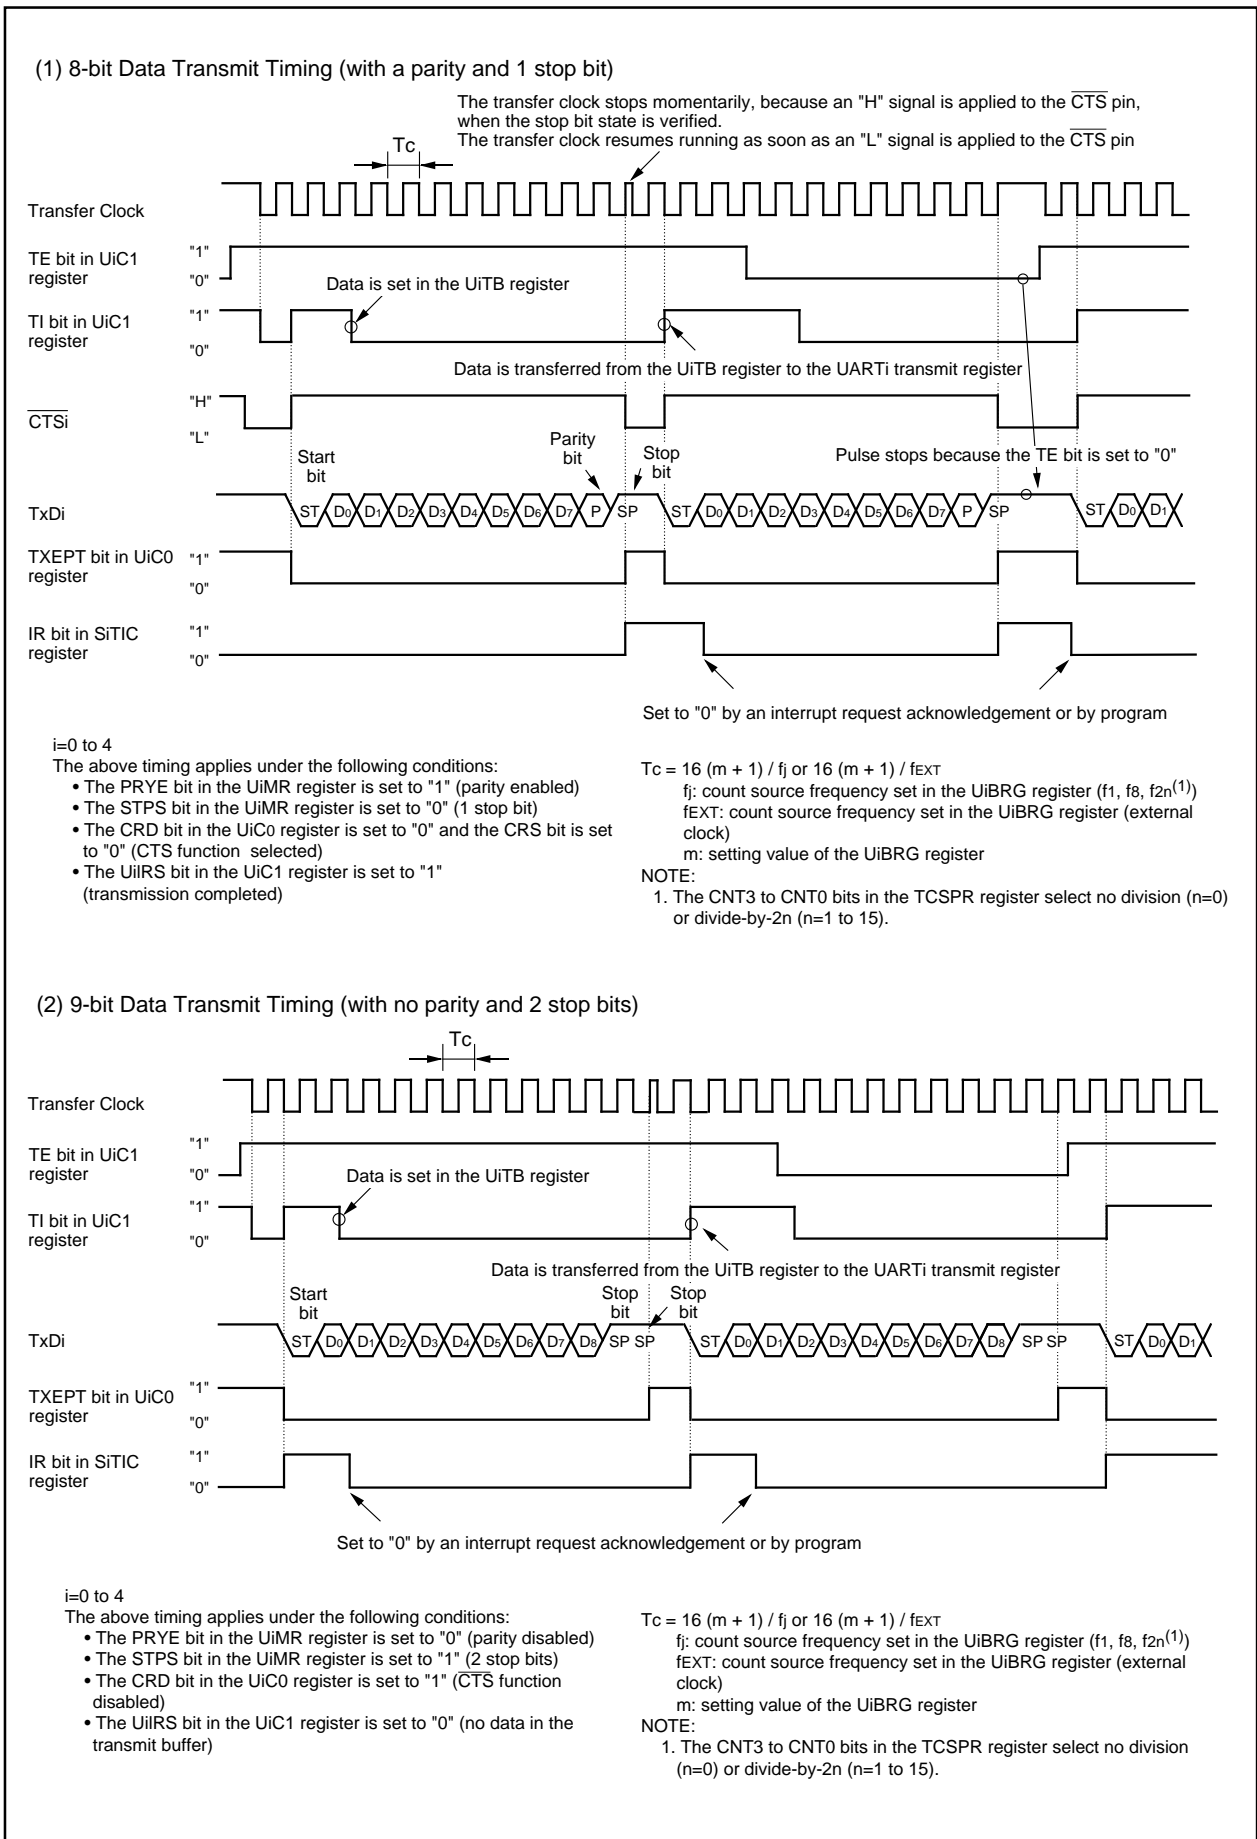 (1) 8-bit Data Transmit Timing (with a parity and 1 stop bit)
The transfer clock stops momentarily, because an "H" signal is applied to the CTS pin,
when the stop bit state is verified.
The transfer clock resumes running as soon as an "L" signal is applied to the CTS pin
Tc
Transfer Clock
TE bit in UiC1
register
"1"
"0"
Data is set in the UiTB register
TI bit in UiC1
register
"1"
"0"
Data is transferred from the UiTB register to the UARTi transmit register
CTSi
"H"
"L"
Start
bit
Parity
bit
Stop
bit
Pulse stops because the TE bit is set to "0"
TxDi
ST D0 D1 D2 D3 D4 D5 D6 D7 P SP ST D0 D1 D2 D3 D4 D5 D6 D7 P SP ST D0 D1
TXEPT bit in UiC0
register
"1"
"0"
IR bit in SiTIC
register
"1"
"0"
Set to "0" by an interrupt request acknowledgement or by program
i=0 to 4
The above timing applies under the following conditions:
• The PRYE bit in the UiMR register is set to "1" (parity enabled)
• The STPS bit in the UiMR register is set to "0" (1 stop bit)
• The CRD bit in the UiC0 register is set to "0" and the CRS bit is set
to "0" (CTS function selected)
• The UiIRS bit in the UiC1 register is set to "1"
(transmission completed)
Tc = 16 (m + 1) / fj or 16 (m + 1) / fEXT
fj: count source frequency set in the UiBRG register (f1, f8, f2n(1))
fEXT: count source frequency set in the UiBRG register (external
clock)
m: setting value of the UiBRG register
NOTE:
1. The CNT3 to CNT0 bits in the TCSPR register select no division (n=0)
or divide-by-2n (n=1 to 15).
(2) 9-bit Data Transmit Timing (with no parity and 2 stop bits)
Tc
Transfer Clock
TE bit in UiC1
register
"1"
"0"
Data is set in the UiTB register
TI bit in UiC1
register
"1"
"0"
Data is transferred from the UiTB register to the UARTi transmit register
Start
bit
Stop
bit
Stop
bit
TxDi
ST D0 D1 D2 D3 D4 D5 D6 D7 D8 SP SP ST D0 D1 D2 D3 D4 D5 D6 D7 D8 SP SP ST D0 D1
TXEPT bit in UiC0
register
"1"
"0"
IR bit in SiTIC
register
"1"
"0"
Set to "0" by an interrupt request acknowledgement or by program
i=0 to 4
The above timing applies under the following conditions:
• The PRYE bit in the UiMR register is set to "0" (parity disabled)
• The STPS bit in the UiMR register is set to "1" (2 stop bits)
• The CRD bit in the UiC0 register is set to "1" (CTS function
disabled)
• The UiIRS bit in the UiC1 register is set to "0" (no data in the
transmit buffer)
Tc = 16 (m + 1) / fj or 16 (m + 1) / fEXT
fj: count source frequency set in the UiBRG register (f1, f8, f2n(1))
fEXT: count source frequency set in the UiBRG register (external
clock)
m: setting value of the UiBRG register
NOTE:
1. The CNT3 to CNT0 bits in the TCSPR register select no division
(n=0) or divide-by-2n (n=1 to 15).